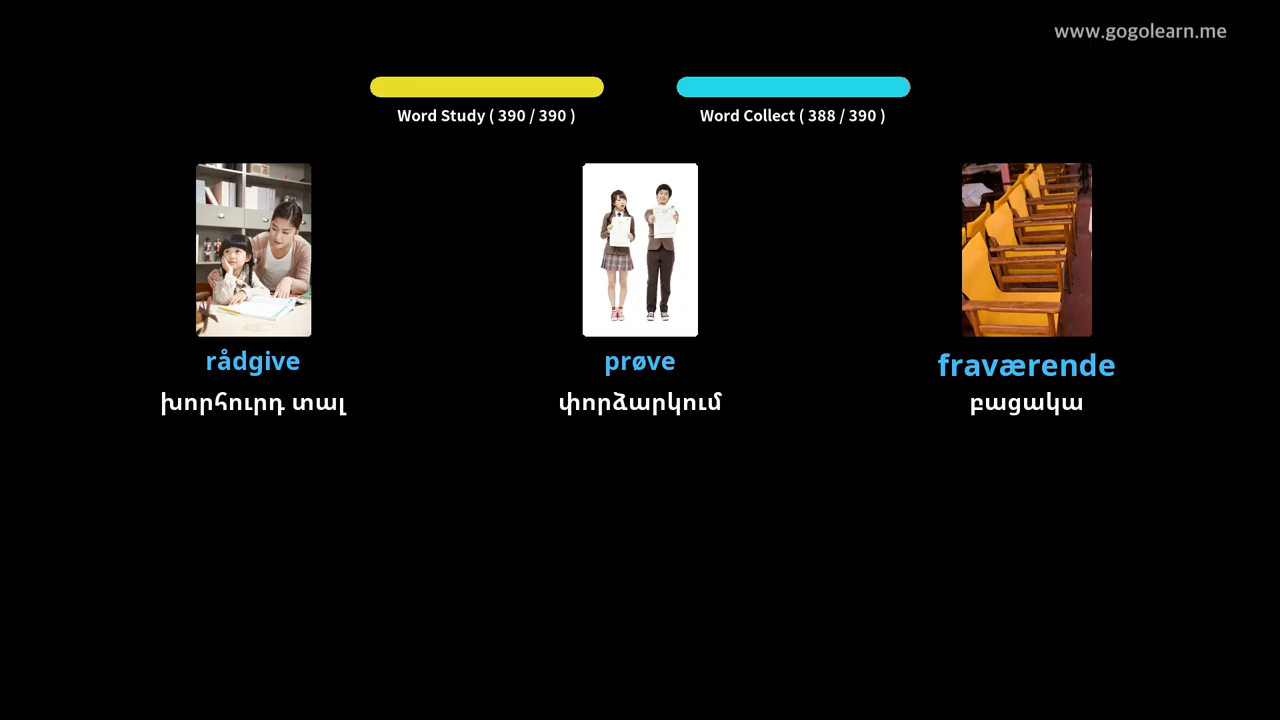 www.gogolearn.me
Word Study ( 390 / 390 )
Word Collect ( 388 / 390 )
rådgive
prøve
fraværende
խորհուրդ տալ
փորձարկում
բացակա